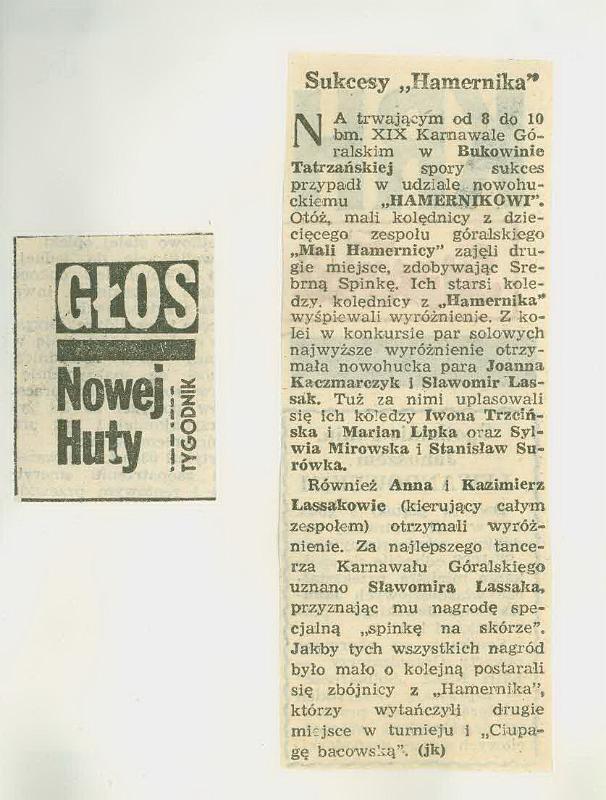 GŁOS
Nowej
Huty
TYGODNIK
Sukcesy „Hamernika”
NA trwającym od 8 do 10
bm. XIX Karnawale Gó-
ralskim w Bukowinie
Tatrzańskiej spory sukces
przypadł w udziale nowohu-
ckiemu „HAMERNIKOWI”.
Otóż, mali kolędnicy z dzie-
cięcego zespołu góralskiego
„Mali Hamernicy” zajęli dru-
gie miejsce, zdobywając Sre-
brną Spinkę. Ich starsi kole-
dzy, kolędnicy z „Hamernika”
wyśpiewali wyróżnienie. Z ko-
lei w konkursie par solowych
najwyższe wyróżnienie otrzy-
mała nowohucka para Joanna
Kaczmarczyk i Sławomir Las-
sak. Tuż za nimi uplasowali
się ich koledzy Iwona Trzciń-
ska i Marian Lipka oraz Syl-
wia Mirowska i Stanisław Su-
rówka.
Również Anna i Kazimierz
Lassakowie (kierujący całym
zespołem) otrzymali wyróż-
nienie. Za najlepszego tance-
rza Karnawału Góralskiego
uznano Sławomira Lassaka,
przyznając mu nagrodę spe-
cjalną „spinkę na skórze”.
Jakby tych wszystkich nagród
było mało o kolejną postarali
się zbójnicy z „Hamernika”,
którzy wytańczyli drugie
miejsce w turnieju i „Ciupa-
gę bacowską”. (jk)